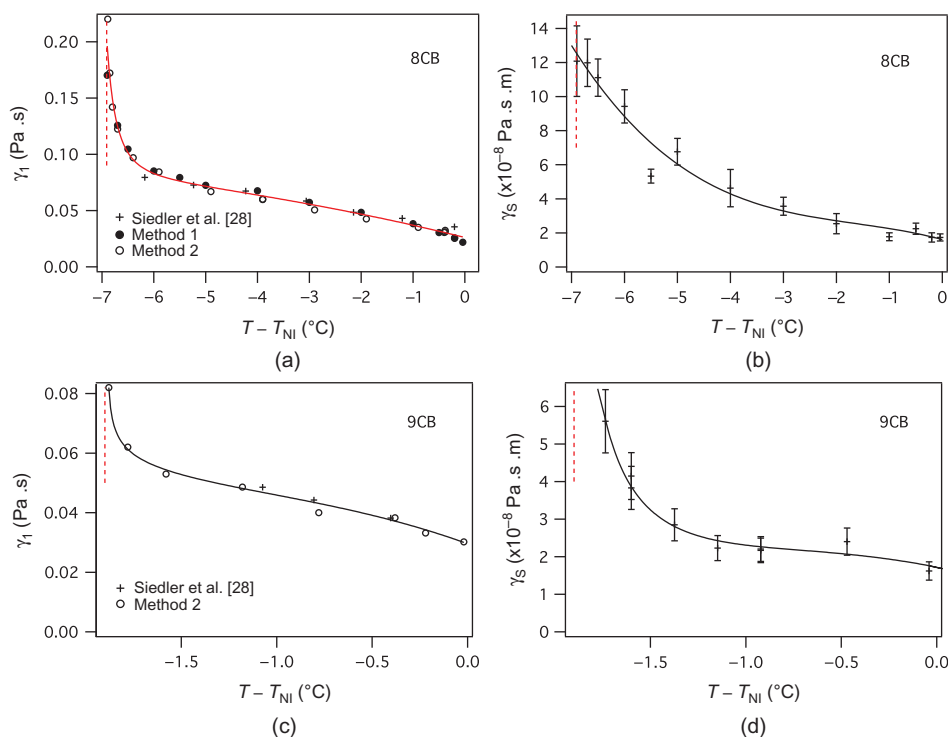 0.20
0.15
0.10
0.05
0.00
γ1 (Pa .s)
8CB
+ Siedler et al. [28]
● Method 1
○ Method 2
−7 −6 −5 −4 −3 −2 −1 0
T − TNI (°C)
(a)
14
12
10
8
6
4
2
0
γS (x10−8 Pa.s.m)
8CB
−7 −6 −5 −4 −3 −2 −1 0
T − TNI (°C)
(b)
0.08
0.06
0.04
0.02
0.00
γ1 (Pa .s)
9CB
+ Siedler et al. [28]
○ Method 2
−1.5 −1.0 −0.5 0.0
T − TNI (°C)
(c)
6
5
4
3
2
1
0
γS (x10−8 Pa.s.m)
9CB
−1.5 −1.0 −0.5 0.0
T − TNI (°C)
(d)